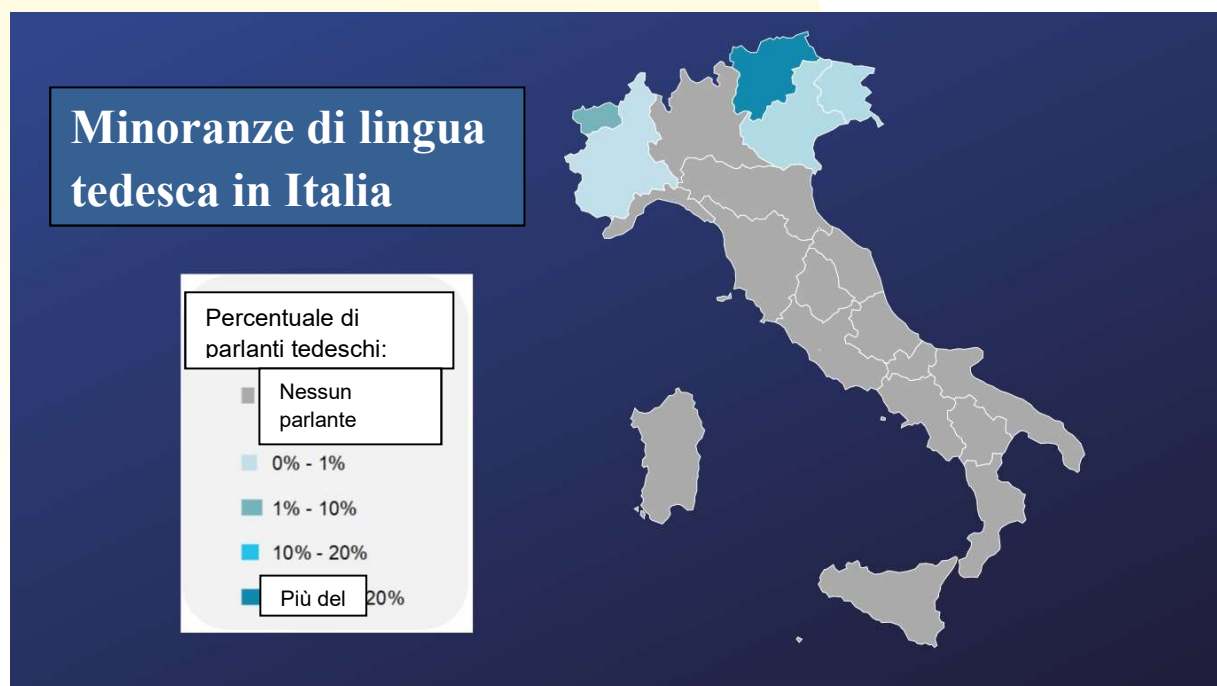 Minoranze di lingua
tedesca in Italia
Percentuale di
parlanti tedeschi:
Nessun
parlante
0% - 1%
1% - 10%
10% - 20%
Più del 20%